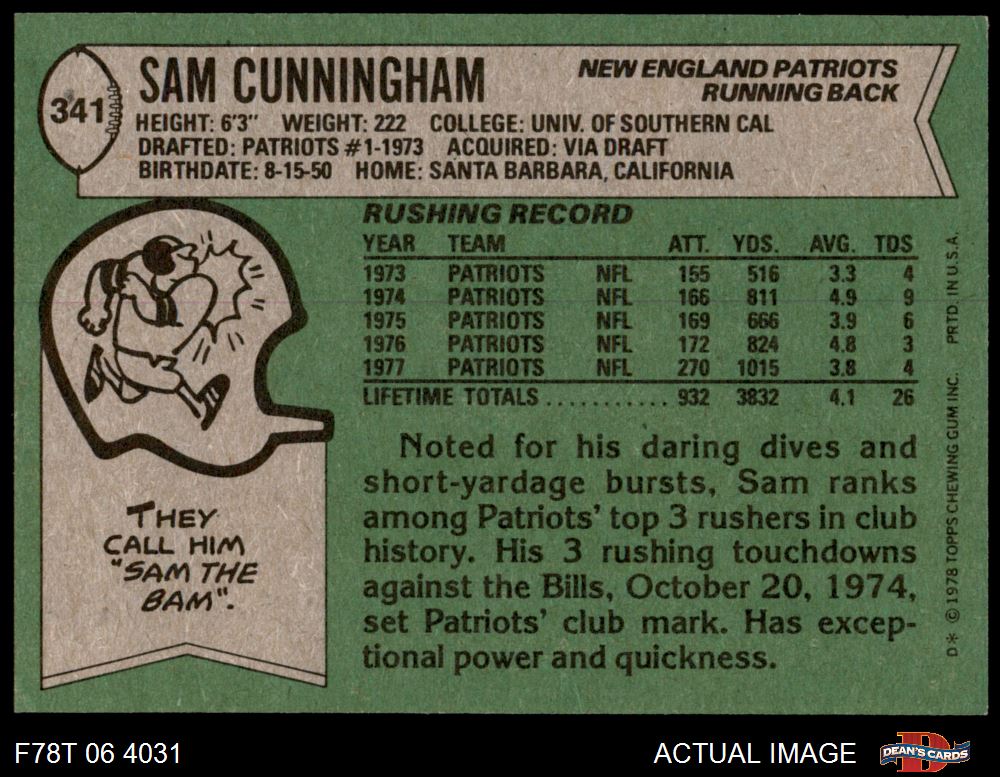 341
SAM CUNNINGHAM
NEW ENGLAND PATRIOTS
RUNNING BACK
HEIGHT: 6'3" WEIGHT: 222 COLLEGE: UNIV. OF SOUTHERN CAL
DRAFTED: PATRIOTS #1-1973 ACQUIRED: VIA DRAFT
BIRTHDATE: 8-15-50 HOME: SANTA BARBARA, CALIFORNIA
RUSHING RECORD
YEAR TEAM ATT. YDS. AVG. TDS
1973 PATRIOTS NFL 155 516 3.3 4
1974 PATRIOTS NFL 166 811 4.9 9
1975 PATRIOTS NFL 169 666 3.9 6
1976 PATRIOTS NFL 172 824 4.8 3
1977 PATRIOTS NFL 270 1015 3.8 4
LIFETIME TOTALS ........... 932 3832 4.1 26
Noted for his daring dives and
short-yardage bursts, Sam ranks
among Patriots' top 3 rushers in club
history. His 3 rushing touchdowns
against the Bills, October 20, 1974,
set Patriots' club mark. Has excep-
tional power and quickness.
THEY
CALL HIM
"SAM THE
BAM".
D* © 1978 TOPPS CHEWING GUM INC. PRTD. IN U.S.A.
F78T 06 4031
ACTUAL IMAGE
DEAN'S CARDS